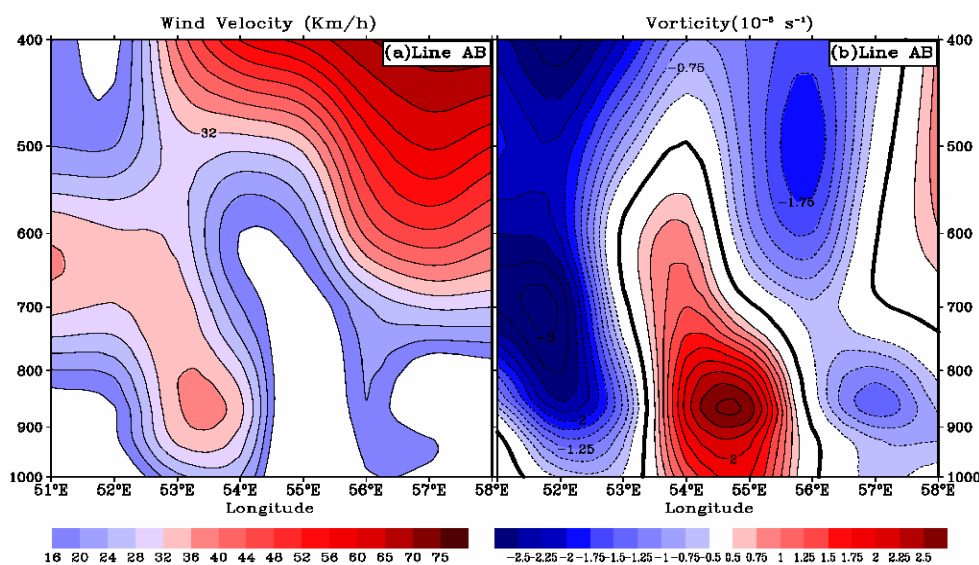 Wind Velocity (Km/h)
Vorticity(10⁻⁵ s⁻¹)
(a)Line AB
(b)Line AB
400
500
600
700
800
900
1000
-32
51°E 52°E 53°E 54°E 55°E 56°E 57°E 58°E
Longitude
-0.75
-1.75
-3
-2
-1.25
2
400
500
600
700
800
900
1000
52°E 53°E 54°E 55°E 56°E 57°E 58°E
Longitude
16 20 24 28 32 36 40 44 48 52 56 65 70 75
-2.5 -2.25 -2 -1.75 -1.5 -1.25 -1 -0.75 -0.5 0.5 0.75 1 1.25 1.5 1.75 2 2.25 2.5